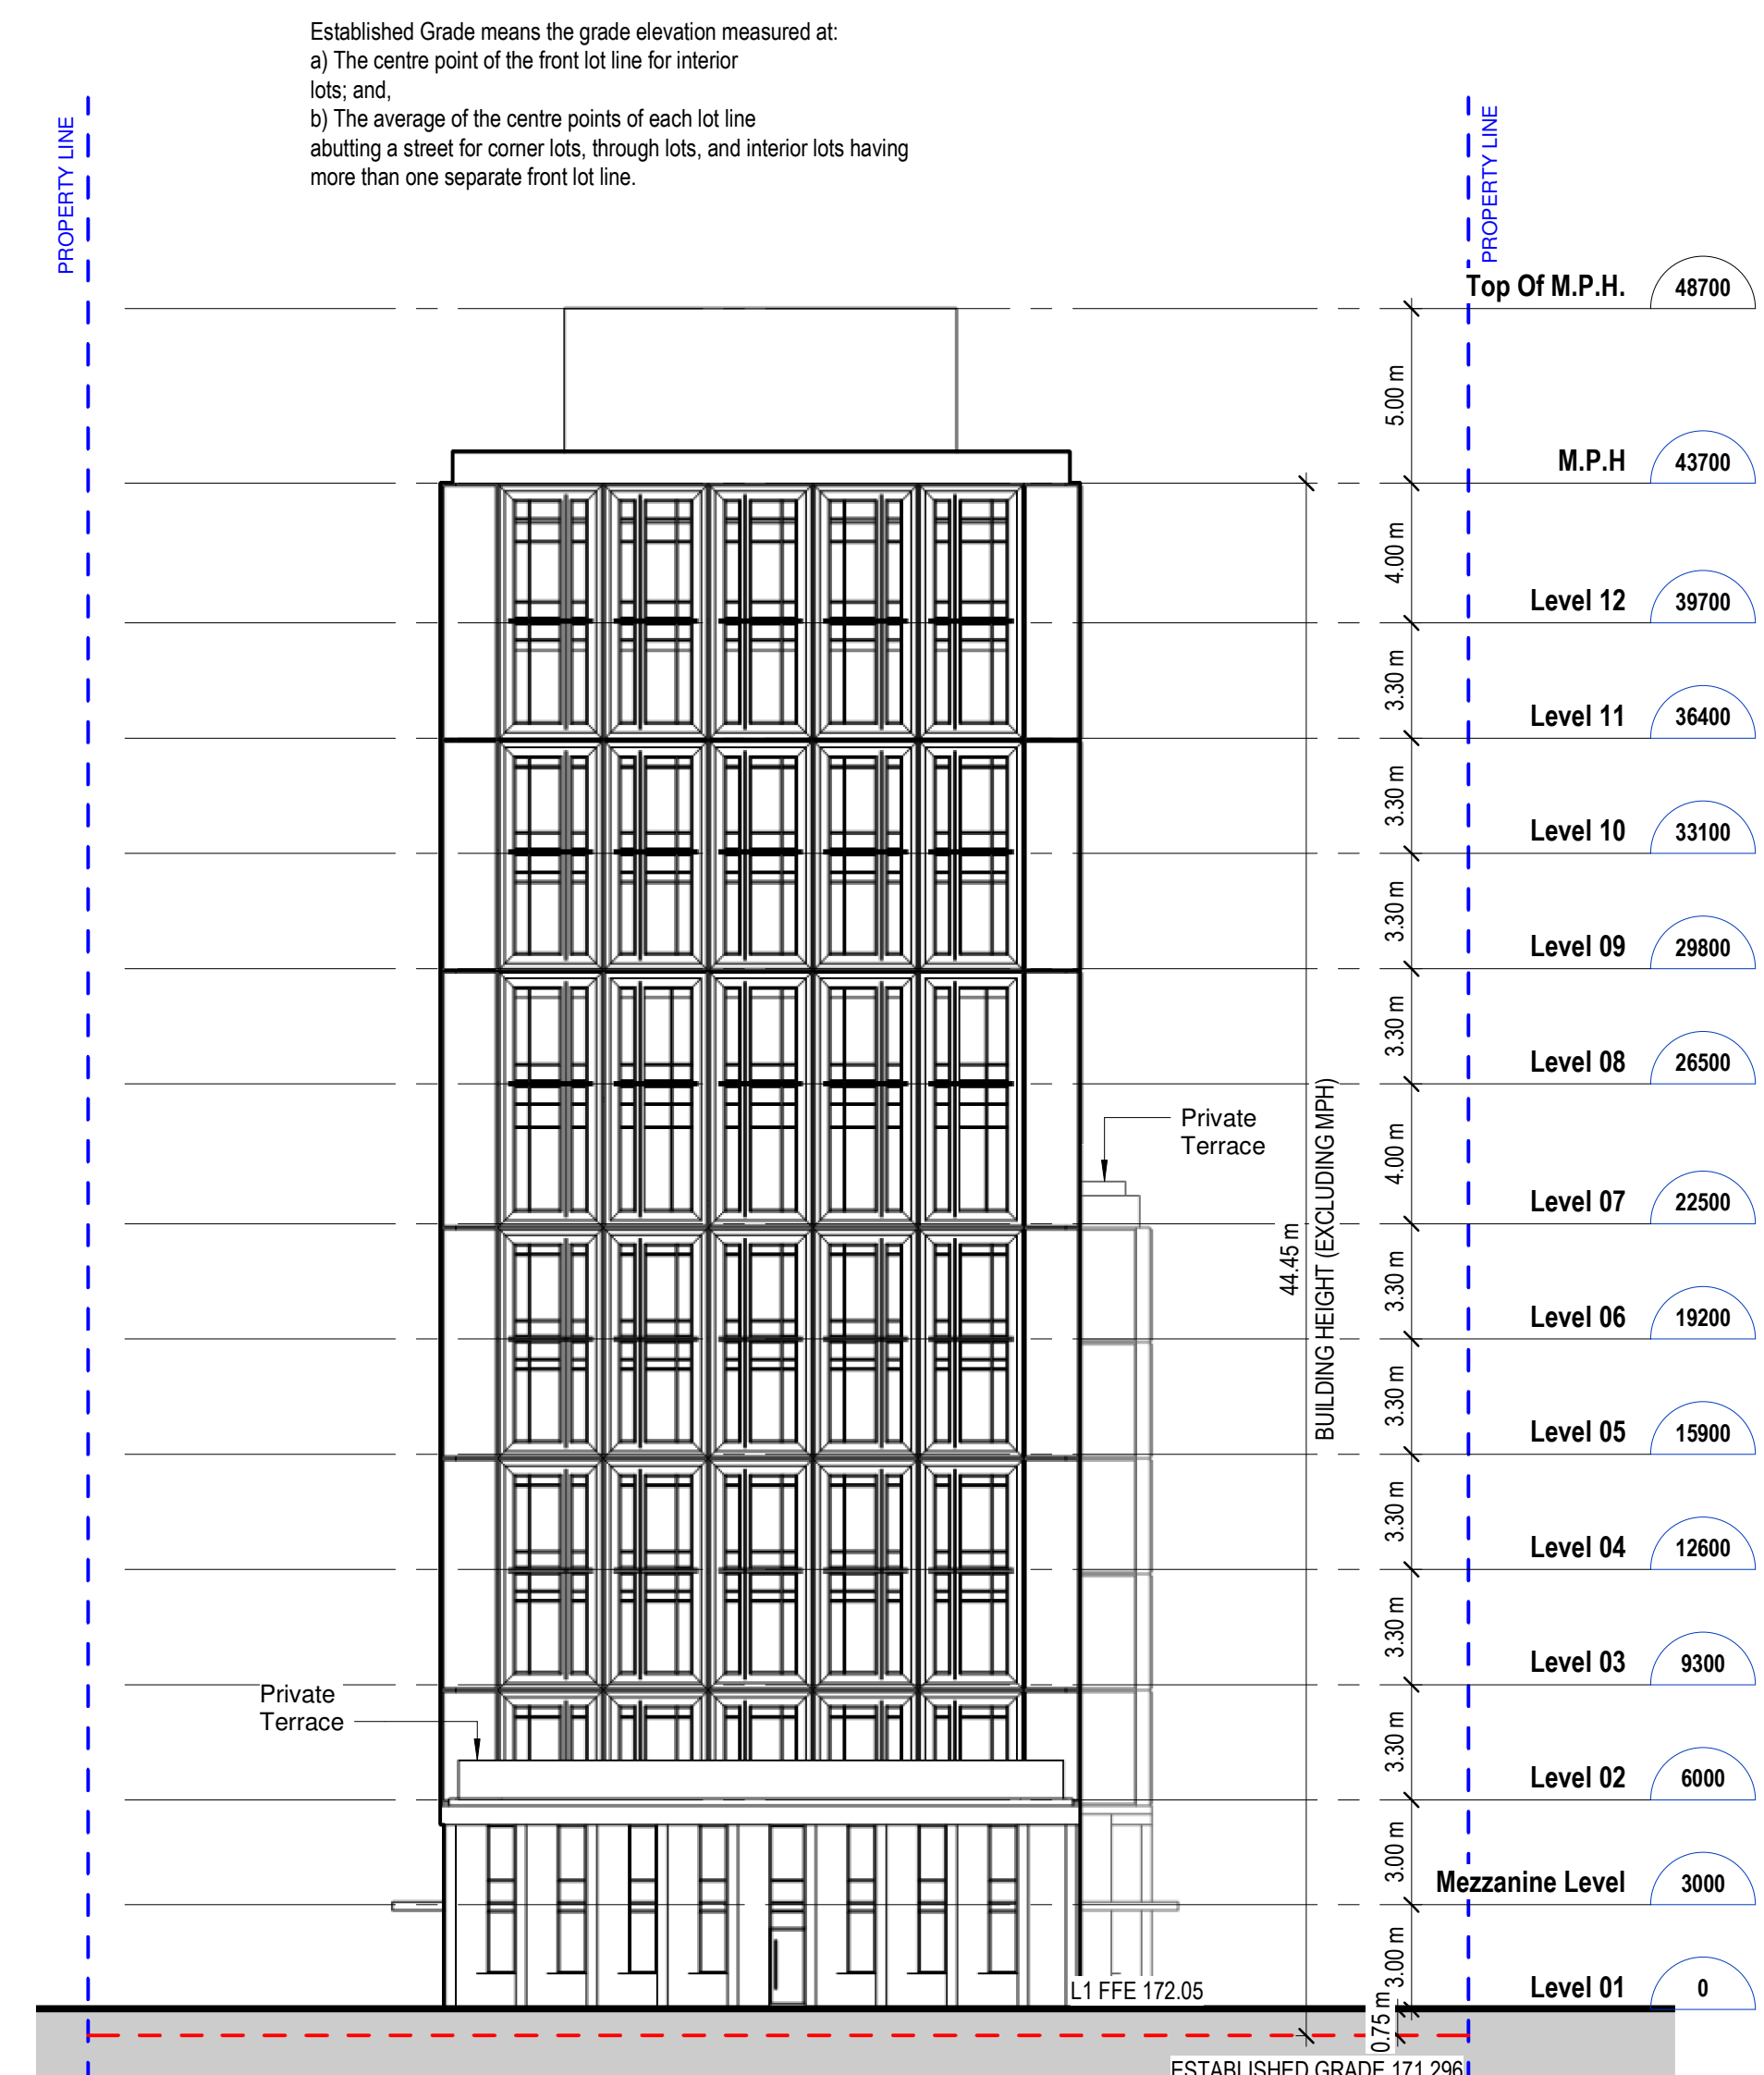 Established Grade means the grade elevation measured at:
a) The centre point of the front lot line for interior
lots; and,
b) The average of the centre points of each lot line
abutting a street for corner lots, through lots, and interior lots having
more than one separate front lot line.
PROPERTY LINE
PROPERTY LINE
Top Of M.P.H. 48700
5.00 m
M.P.H 43700
4.00 m
Level 12 39700
3.30 m
Level 11 36400
3.30 m
Level 10 33100
3.30 m
Level 09 29800
3.30 m
Level 08 26500
4.00 m
Private
Terrace
Level 07 22500
44.45 m
BUILDING HEIGHT (EXCLUDING MPH)
3.30 m
Level 06 19200
3.30 m
Level 05 15900
3.30 m
Level 04 12600
3.30 m
Level 03 9300
Private
Terrace
3.30 m
Level 02 6000
3.00 m
Mezzanine Level 3000
3.00 m
L1 FFE 172.05
Level 01 0
0.75 m
ESTABLISHED GRADE 171.296